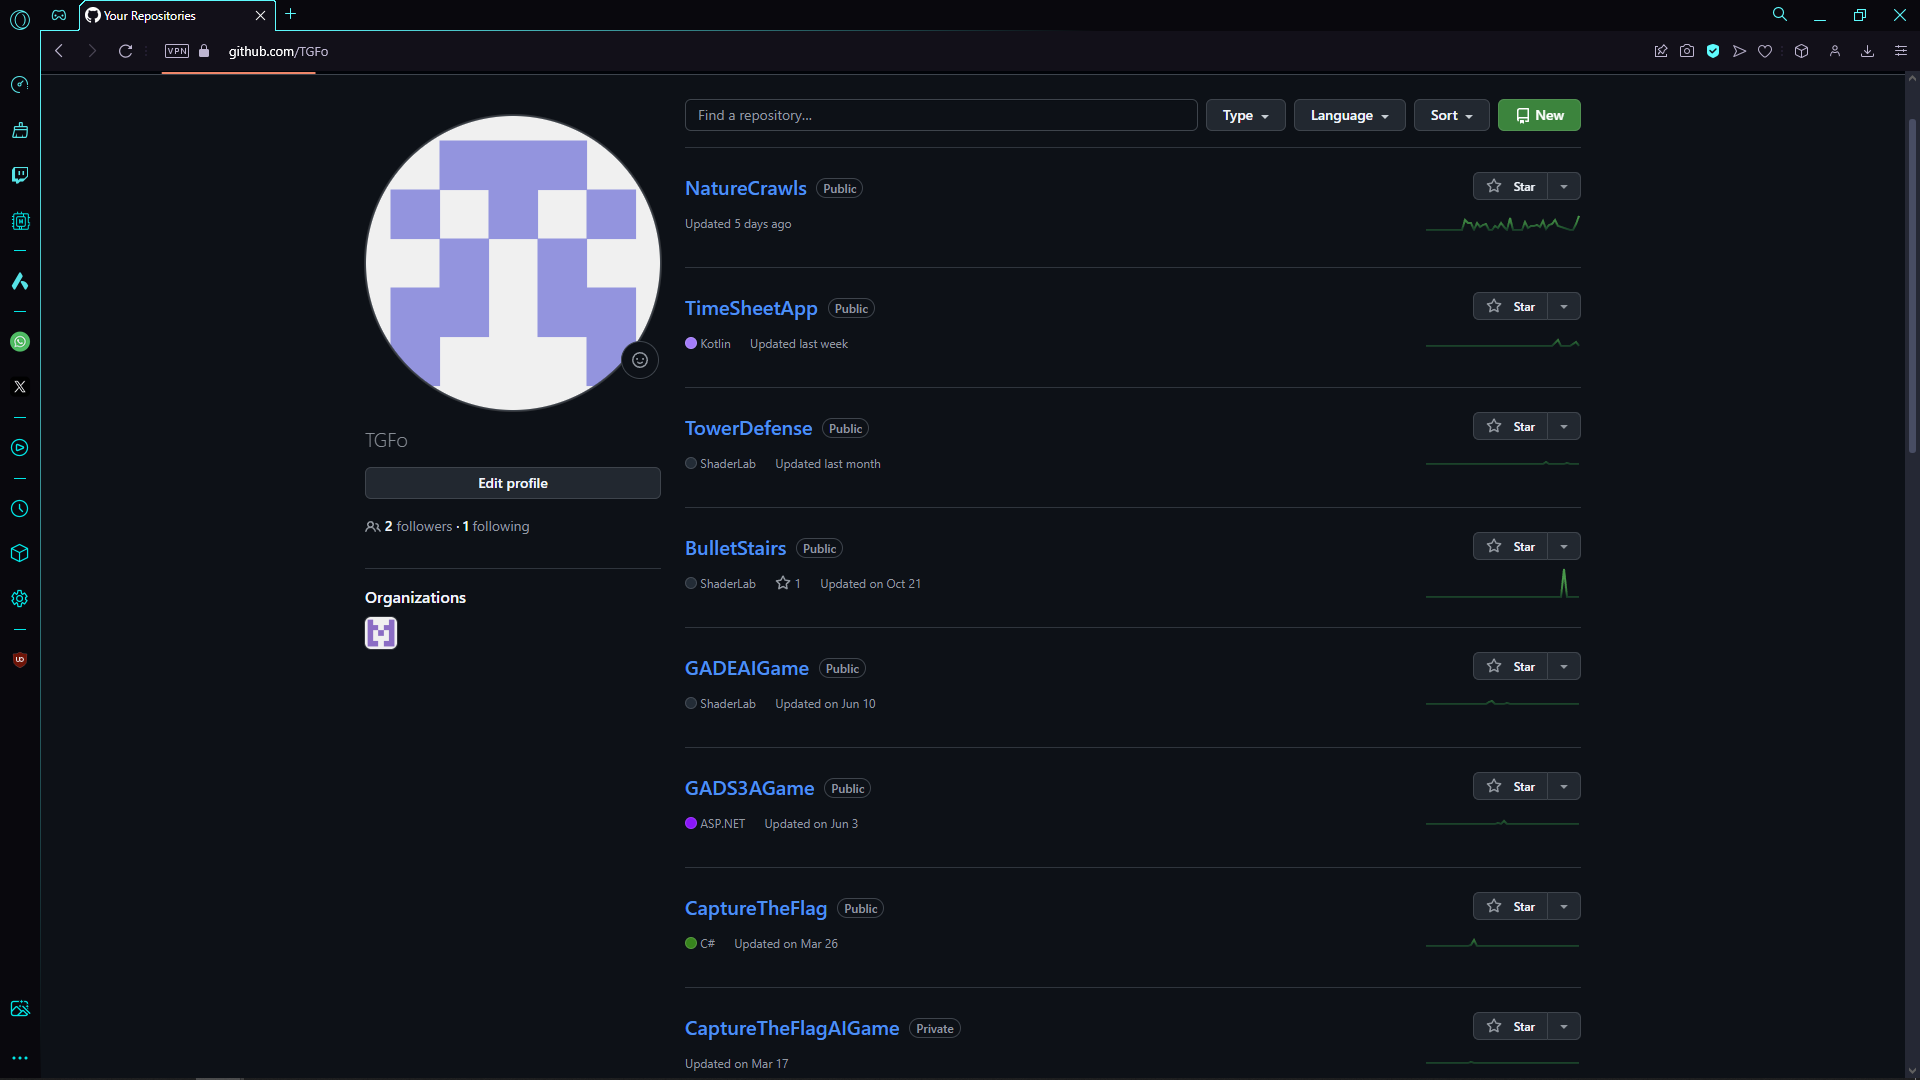 Your Repositories
VPN
github.com/TGFo
Find a repository...
Type
Language
Sort
New
NatureCrawls Public
Star
Updated 5 days ago
TimeSheetApp Public
Star
Kotlin Updated last week
TowerDefense Public
Star
ShaderLab Updated last month
TGFo
Edit profile
2 followers · 1 following
Organizations
BulletStairs Public
Star
ShaderLab 1 Updated on Oct 21
GADEAIGame Public
Star
ShaderLab Updated on Jun 10
GADS3AGame Public
Star
ASP.NET Updated on Jun 3
CaptureTheFlag Public
Star
C# Updated on Mar 26
CaptureTheFlagAIGame Private
Star
Updated on Mar 17